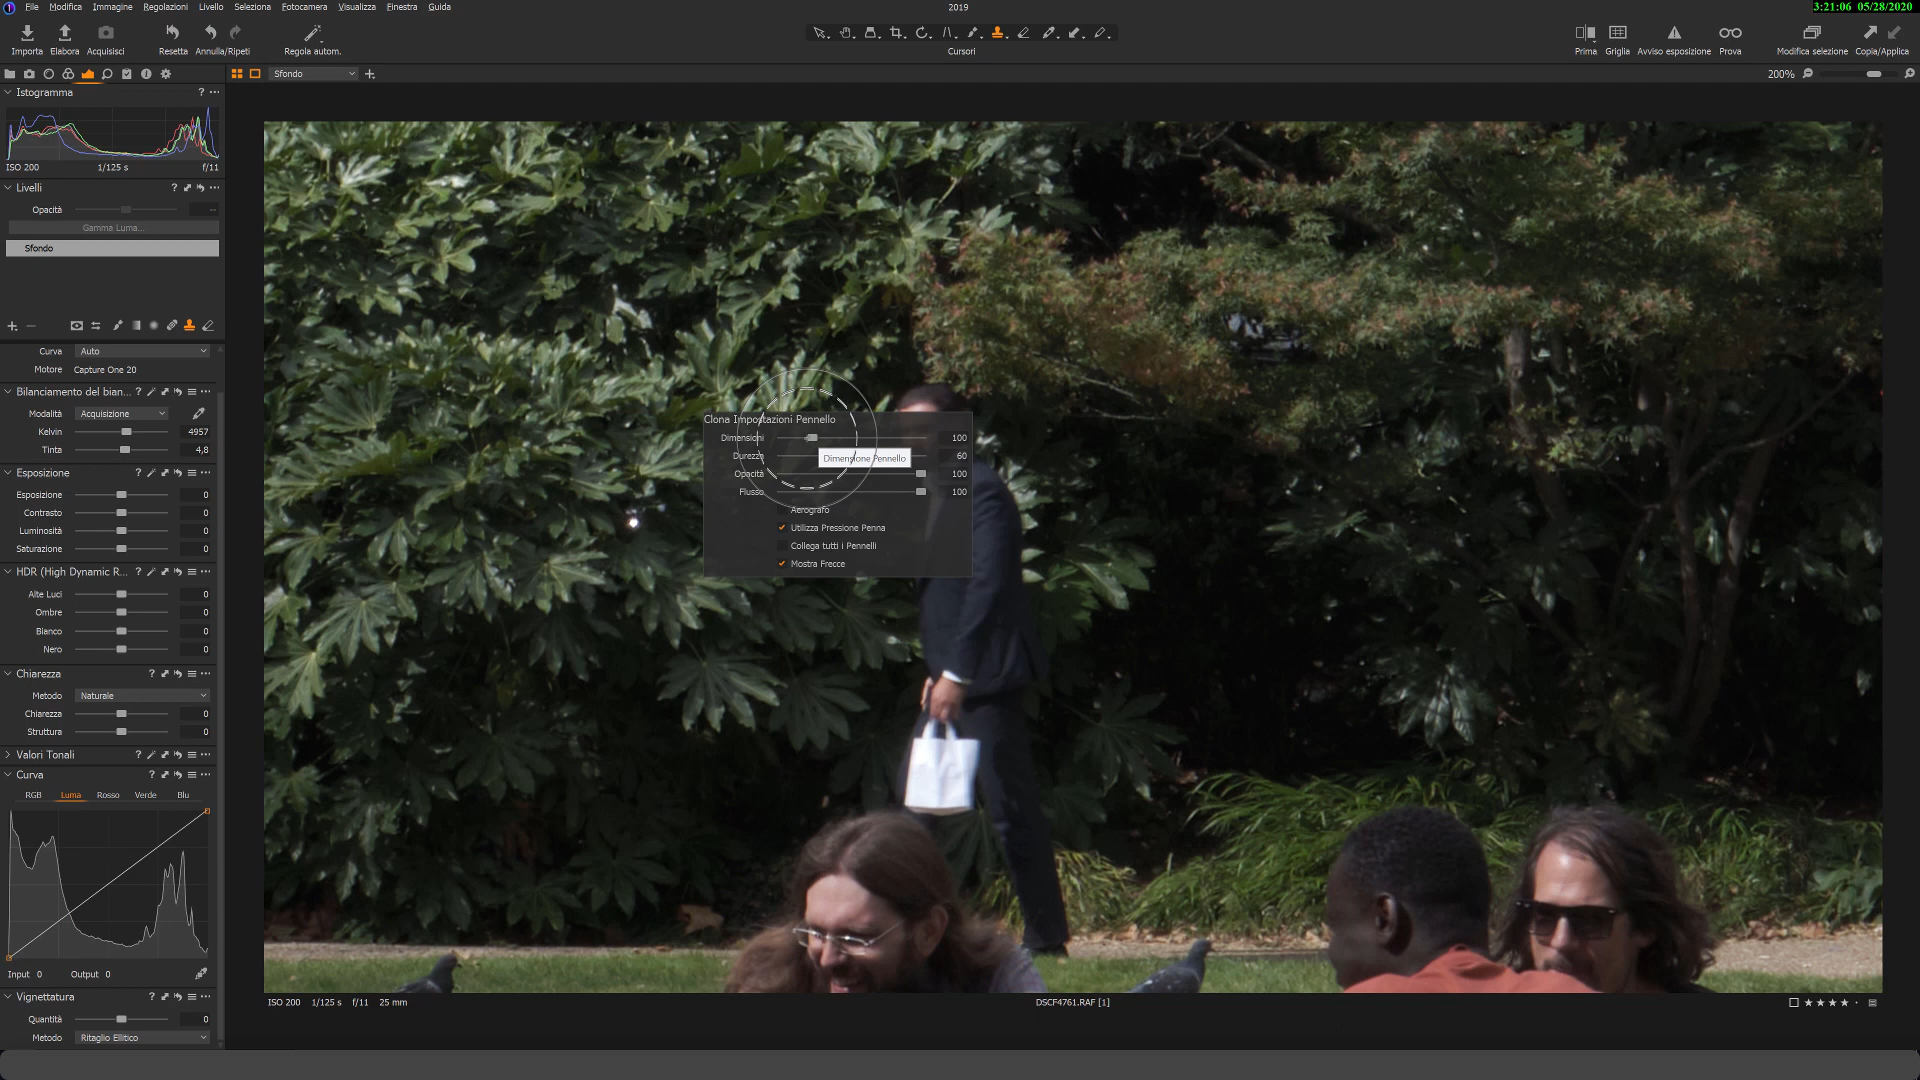 File Modifica Immagine Regolazioni Livello Seleziona Fotocamera Visualizza Finestra Guida
2019
3:21:06 05/28/2020
Importa Elabora Acquisisci Resetta Annulla/Ripeti Regola autom. Cursori Prima Griglia Avviso esposizione Prova Modifica selezione Copia/Applica
Sfondo
200%
Istogramma
ISO 200 1/125 s f/11
Livelli
Opacità --
Gamma Luma...
Sfondo
Curva Auto
Motore Capture One 20
Bilanciamento del bian...
Modalità Acquisizione
Kelvin 4957
Tinta 4,8
Esposizione
Esposizione 0
Contrasto 0
Luminosità 0
Saturazione 0
HDR (High Dynamic R...
Alte Luci 0
Ombre 0
Bianco 0
Nero 0
Chiarezza
Metodo Naturale
Chiarezza 0
Struttura 0
Valori Tonali
Curva
RGB Luma Rosso Verde Blu
Input 0 Output 0
Vignettatura
Quantità 0
Metodo Ritaglio Ellitico
Clona Impostazioni Pennello
Dimensioni 100
Durezza 60
Dimensione Pennello
Opacità 100
Flusso 100
Aerografo
Utilizza Pressione Penna
Collega tutti i Pennelli
Mostra Frecce
ISO 200 1/125 s f/11 25 mm
DSCF4761.RAF [1]